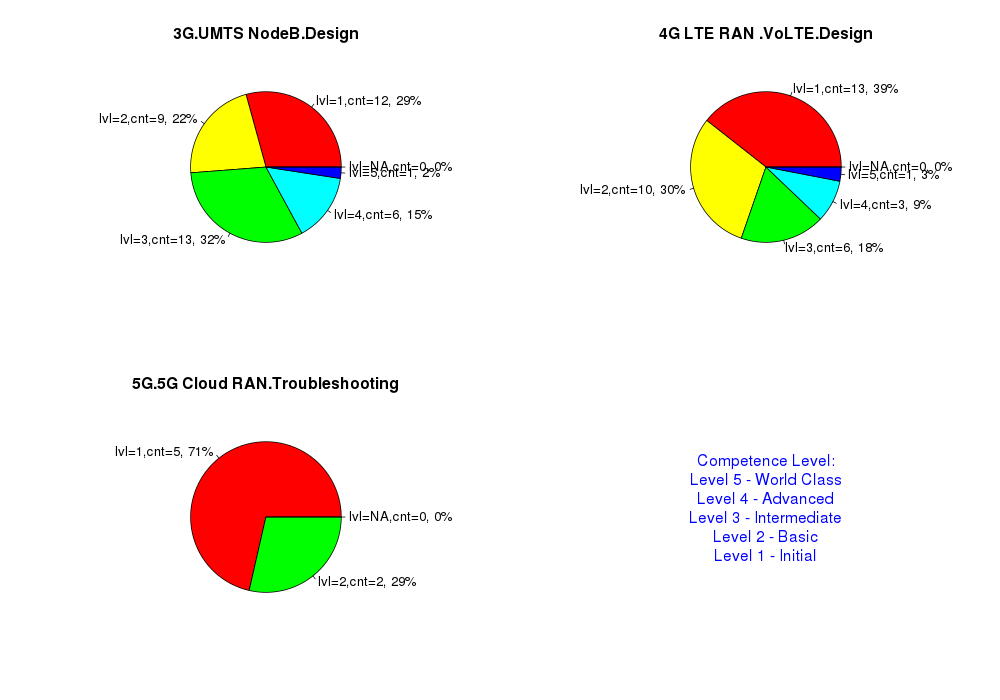 3G.UMTS NodeB.Design
lvl=1,cnt=12, 29%
lvl=2,cnt=9, 22%
lvl=NA,cnt=0, 0%
lvl=5,cnt=1, 2%
lvl=4,cnt=6, 15%
lvl=3,cnt=13, 32%
4G LTE RAN .VoLTE.Design
lvl=1,cnt=13, 39%
lvl=NA,cnt=0, 0%
lvl=5,cnt=1, 3%
lvl=2,cnt=10, 30%
lvl=4,cnt=3, 9%
lvl=3,cnt=6, 18%
5G.5G Cloud RAN.Troubleshooting
lvl=1,cnt=5, 71%
lvl=NA,cnt=0, 0%
lvl=2,cnt=2, 29%
Competence Level:
Level 5 - World Class
Level 4 - Advanced
Level 3 - Intermediate
Level 2 - Basic
Level 1 - Initial